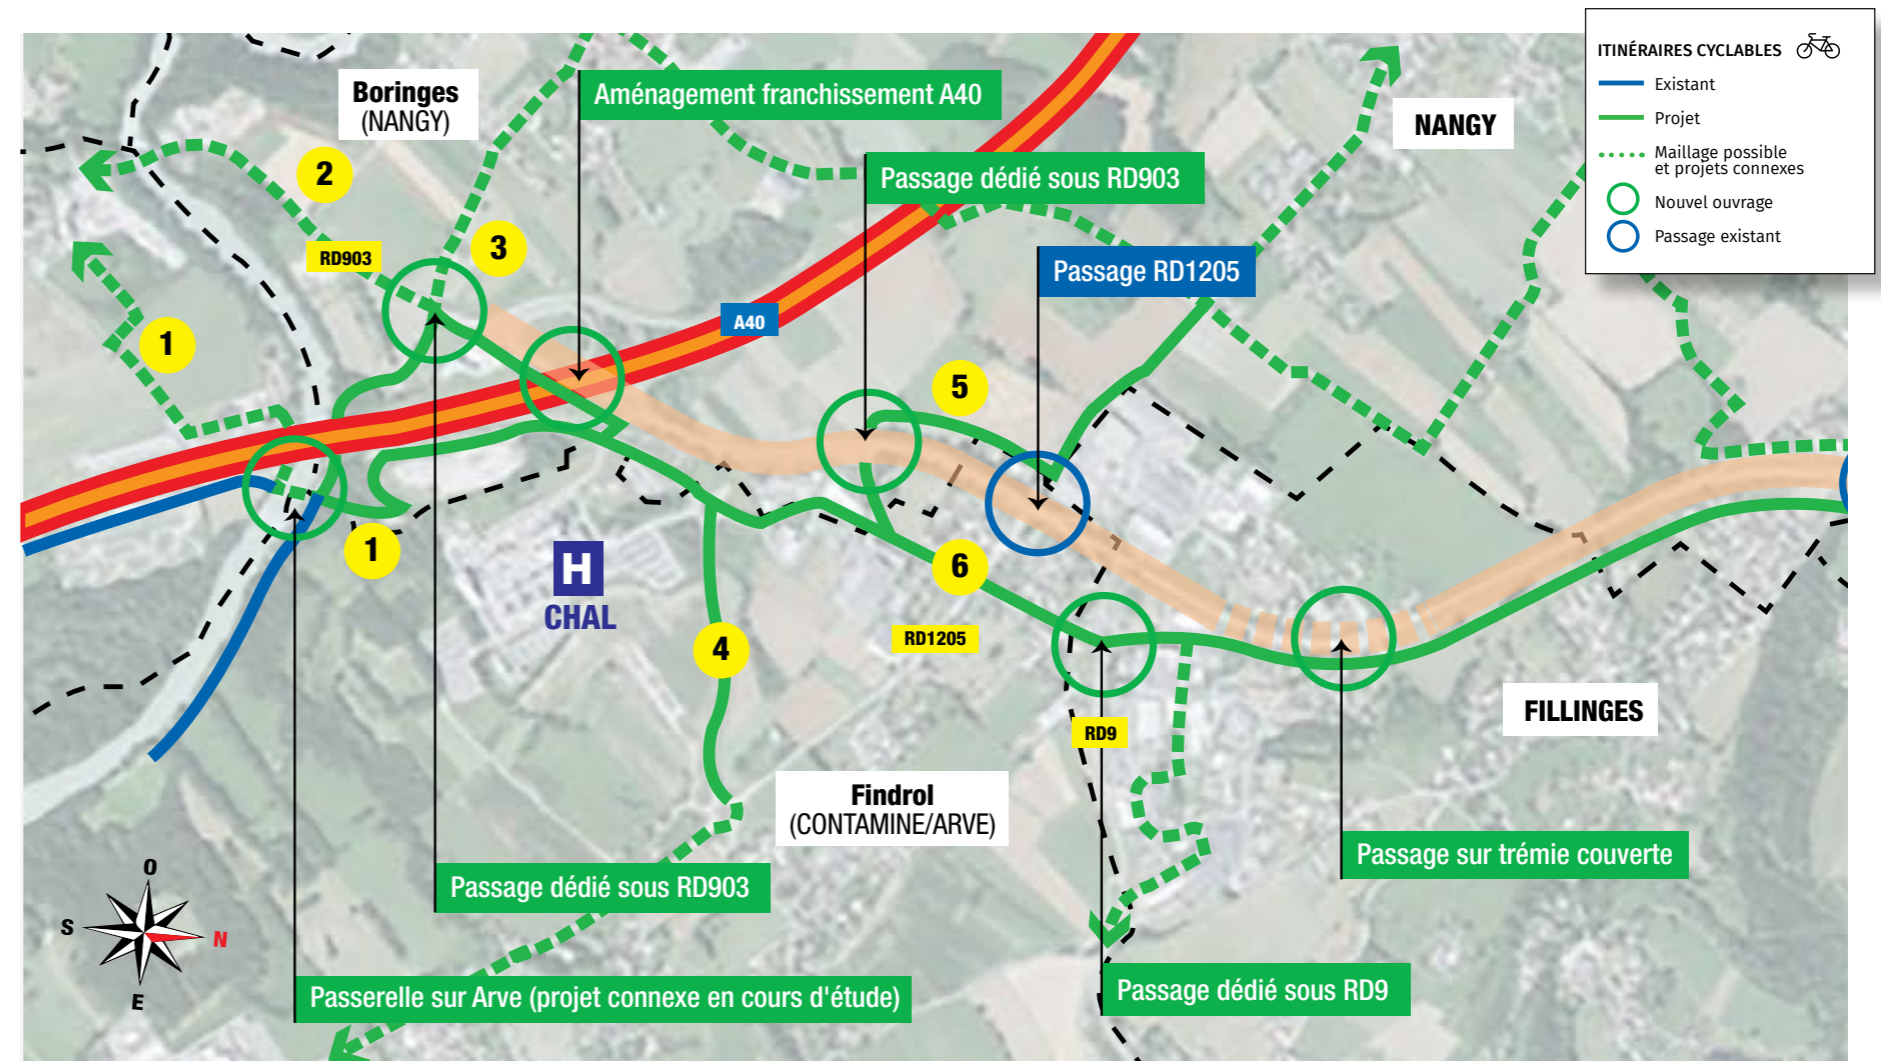 ITINÉRAIRES CYCLABLES
Existant
Projet
Maillage possible
et projets connexes
Nouvel ouvrage
Passage existant
Boringes
(NANGY)
Aménagement franchissement A40
NANGY
Passage dédié sous RD903
2
3
RD903
Passage RD1205
A40
1
5
1
H
CHAL
6
4
RD1205
RD9
FILLINGES
Findrol
(CONTAMINE/ARVE)
Passage sur trémie couverte
Passage dédié sous RD903
O
S
N
E
Passerelle sur Arve (projet connexe en cours d'étude)
Passage dédié sous RD9